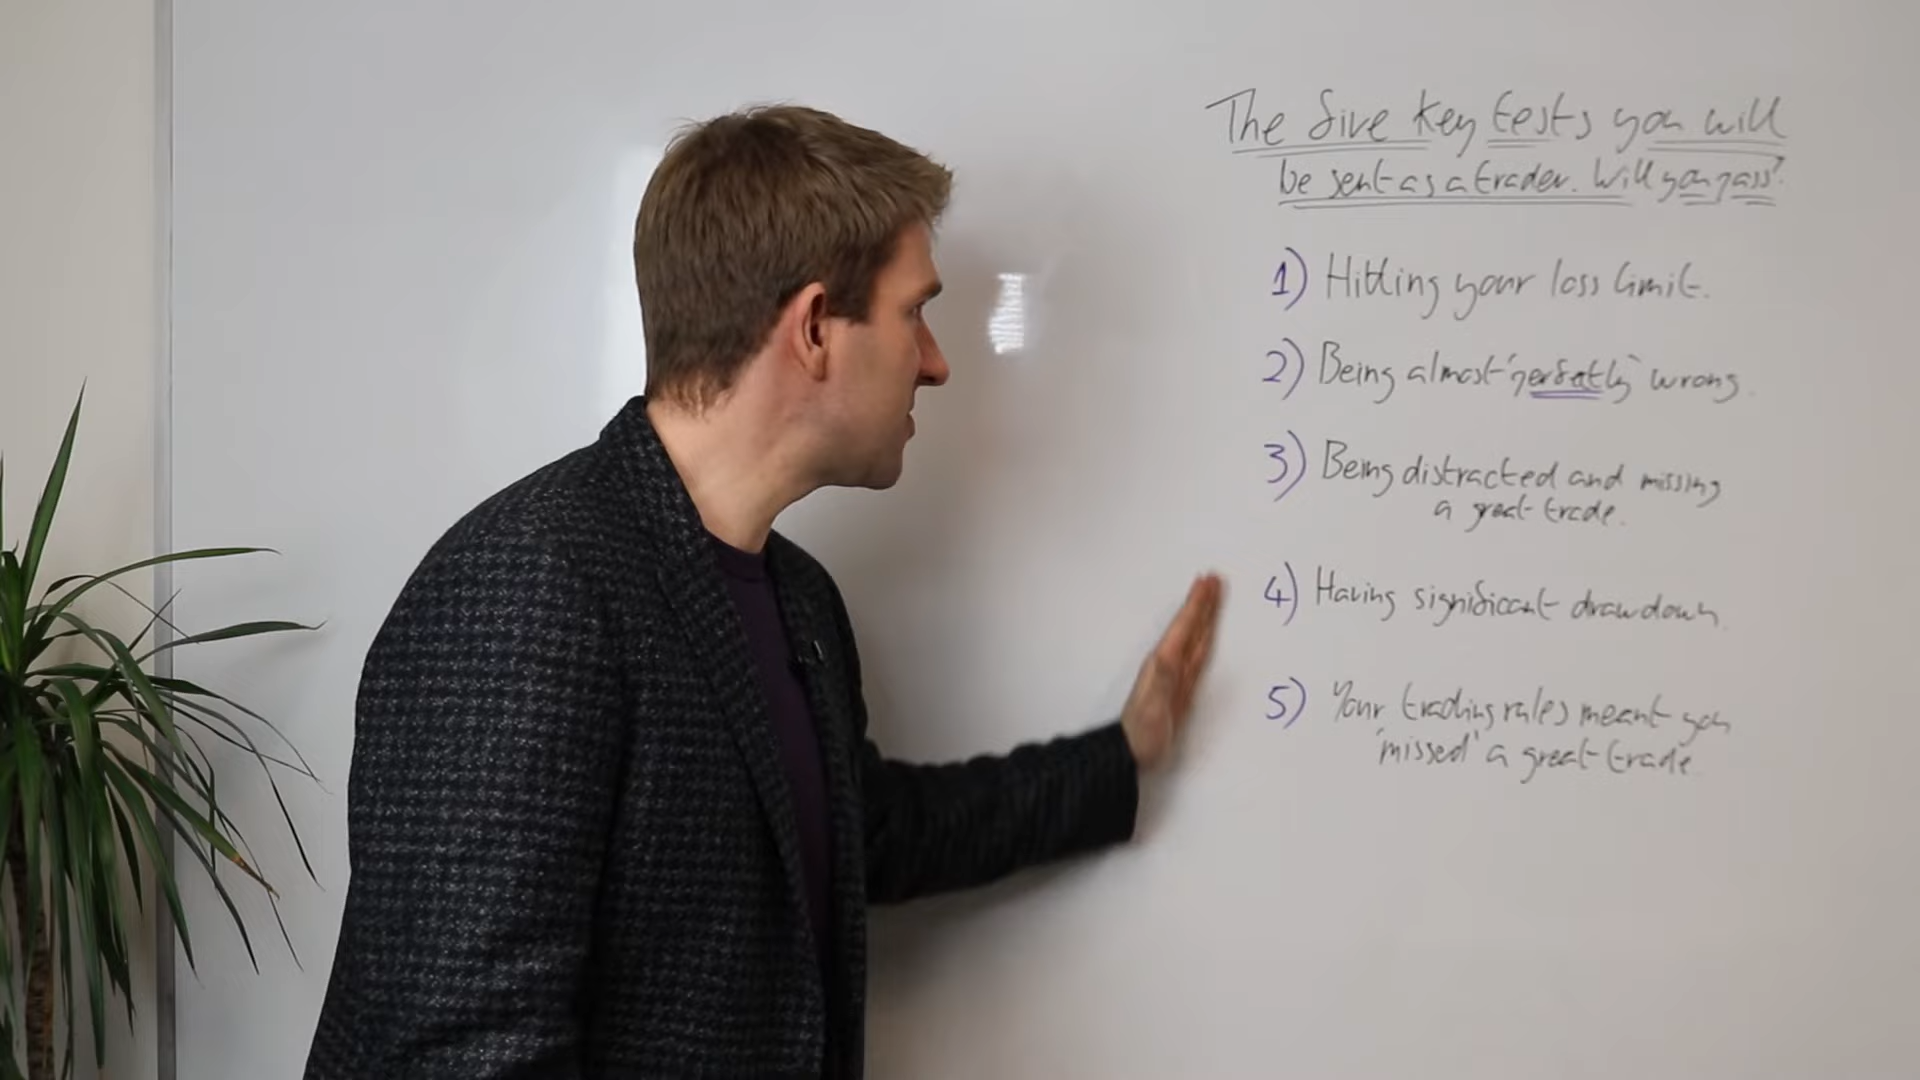 The five key tests you will
be sent as a trader. Will you pass?
1) Hitting your loss limit.
2) Being almost 'perfectly' wrong.
3) Being distracted and missing
a great trade.
4) Having significant drawdown.
5) Your trading rules meant you
'missed' a great trade